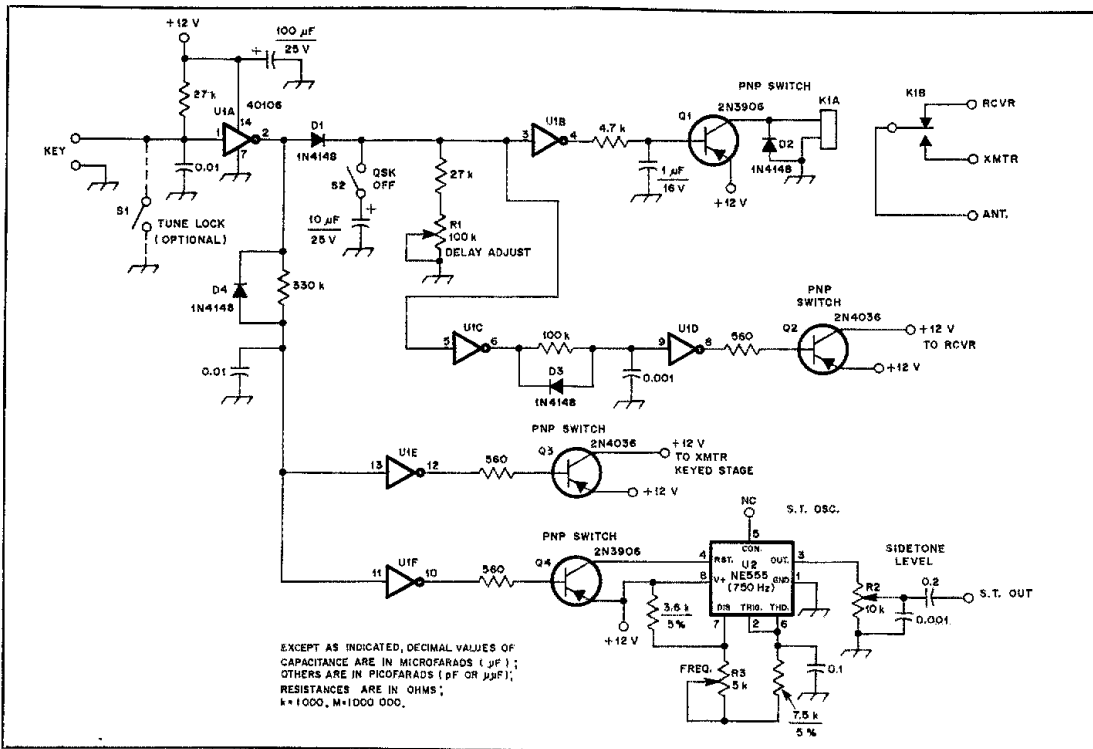 +12 V
100 µF
25 V
+
27 k
U1A
40106
14
1
2
7
KEY
0.01
S1
TUNE LOCK
(OPTIONAL)
D1
1N4148
S2
QSK
OFF
10 µF
25 V
+
27 k
R1
100 k
DELAY ADJUST
U1B
3
4
4.7 k
1 µF
16 V
PNP SWITCH
Q1
2N3906
K1A
D2
1N4148
+12 V
K1B
RCVR
XMTR
ANT.
D4
1N4148
330 k
0.01
U1C
5
6
100 k
D3
1N4148
0.001
U1D
9
8
560
PNP
SWITCH
Q2
2N4036
+12 V
TO RCVR
+12 V
U1E
13
12
560
PNP SWITCH
Q3
2N4036
+12 V
TO XMTR
KEYED STAGE
+12 V
U1F
11
10
560
PNP SWITCH
Q4
2N3906
+12 V
NC
S.T. OSC.
5
CON.
4
RST.
OUT.
3
U2
8
V+
NE555
GND
1
(750 Hz)
DIS
TRIG.
THD.
7
2
6
3.6 k
5%
FREQ.
R3
5 k
7.5 k
5%
0.1
SIDETONE
LEVEL
R2
10 k
0.2
0.001
S.T. OUT
EXCEPT AS INDICATED, DECIMAL VALUES OF
CAPACITANCE ARE IN MICROFARADS ( µF ) ;
OTHERS ARE IN PICOFARADS ( pF OR µµF);
RESISTANCES ARE IN OHMS ;
k=1000, M=1000 000.